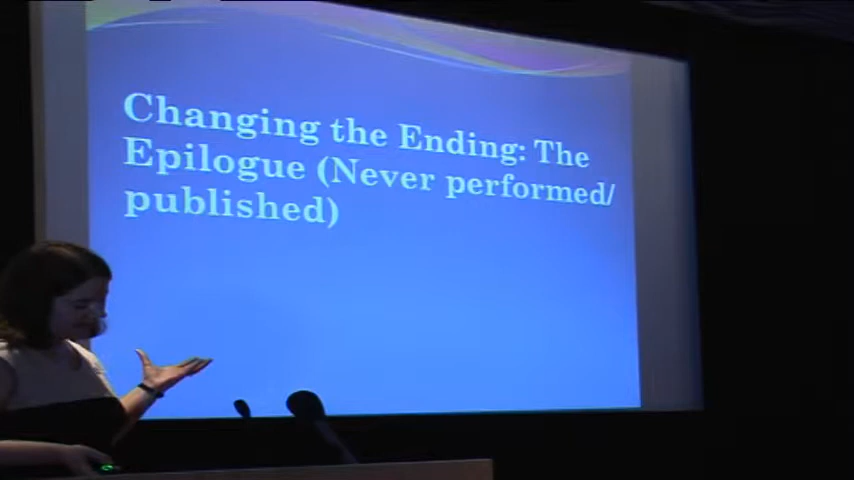 Changing the Ending: The
Epilogue (Never performed/
published)